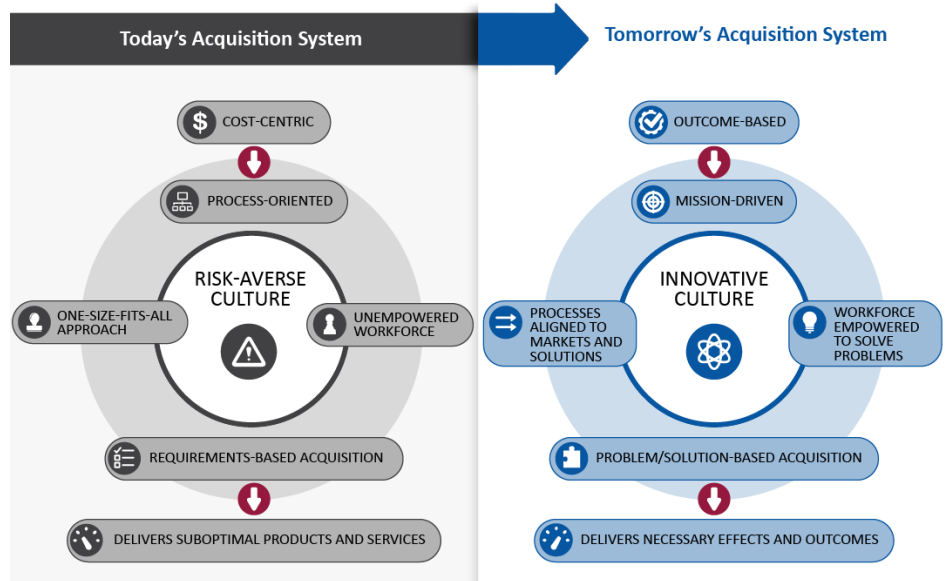 Today's Acquisition System
Tomorrow's Acquisition System
$
COST-CENTRIC
PROCESS-ORIENTED
RISK-AVERSE
CULTURE
ONE-SIZE-FITS-ALL
APPROACH
UNEMPOWERED
WORKFORCE
REQUIREMENTS-BASED ACQUISITION
DELIVERS SUBOPTIMAL PRODUCTS AND SERVICES
OUTCOME-BASED
MISSION-DRIVEN
INNOVATIVE
CULTURE
PROCESSES
ALIGNED TO
MARKETS AND
SOLUTIONS
WORKFORCE
EMPOWERED
TO SOLVE
PROBLEMS
PROBLEM/SOLUTION-BASED ACQUISITION
DELIVERS NECESSARY EFFECTS AND OUTCOMES